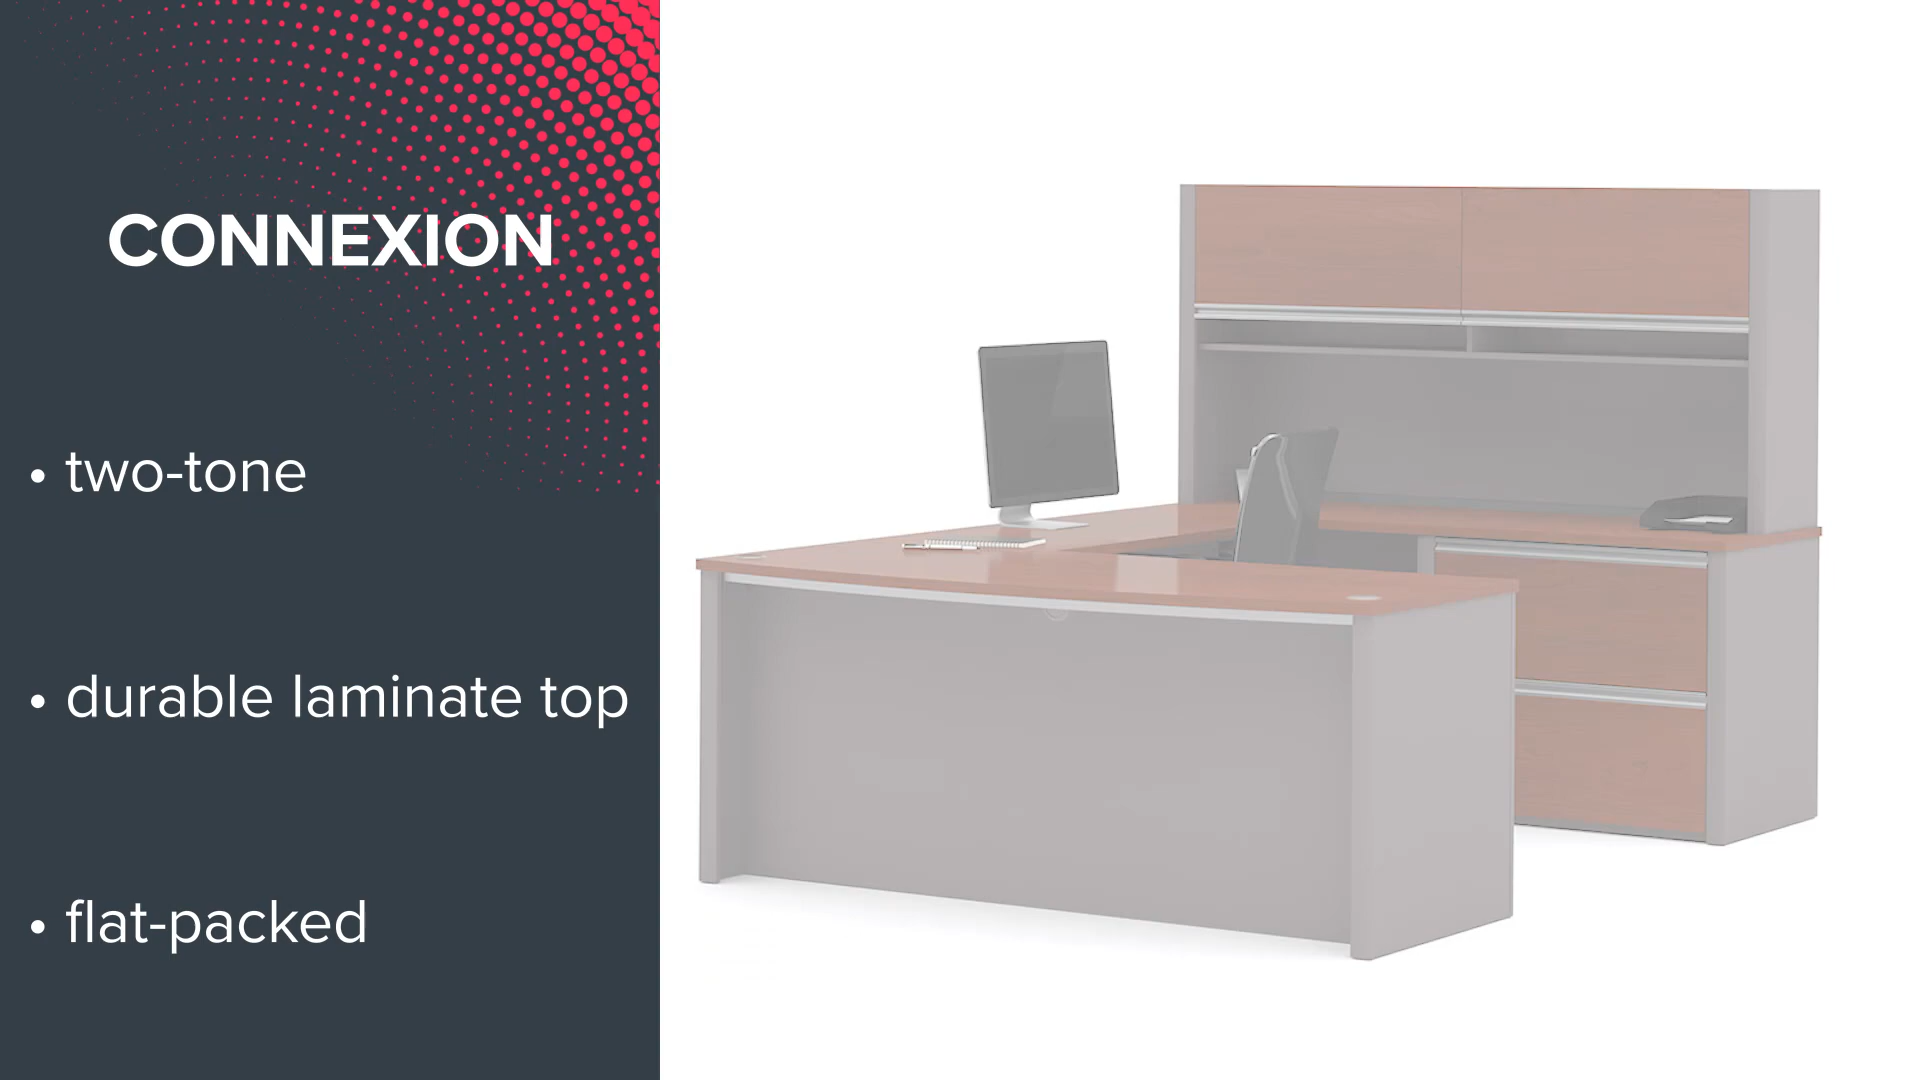 CONNEXION
• two-tone
• durable laminate top
• flat-packed